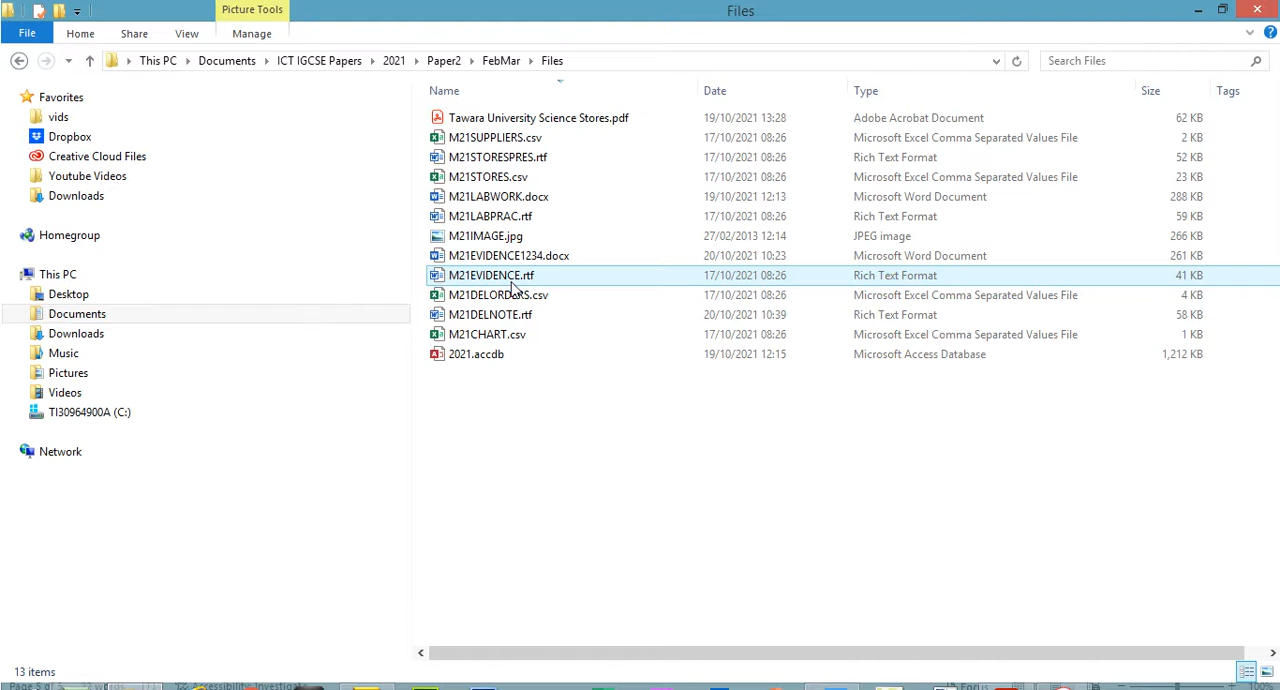 Picture Tools
Files
File Home Share View Manage
This PC Documents ICT IGCSE Papers 2021 Paper2 FebMar Files
Search Files
Name Date Type Size Tags
Favorites
vids
Dropbox
Creative Cloud Files
Youtube Videos
Downloads
Homegroup
This PC
Desktop
Documents
Downloads
Music
Pictures
Videos
TI30964900A (C:)
Network
Tawara University Science Stores.pdf 19/10/2021 13:28 Adobe Acrobat Document 62 KB
M21SUPPLIERS.csv 17/10/2021 08:26 Microsoft Excel Comma Separated Values File 2 KB
M21STORESPRES.rtf 17/10/2021 08:26 Rich Text Format 52 KB
M21STORES.csv 17/10/2021 08:26 Microsoft Excel Comma Separated Values File 23 KB
M21LABWORK.docx 19/10/2021 12:13 Microsoft Word Document 288 KB
M21LABPRAC.rtf 17/10/2021 08:26 Rich Text Format 59 KB
M21IMAGE.jpg 27/02/2013 12:14 JPEG image 266 KB
M21EVIDENCE1234.docx 20/10/2021 10:23 Microsoft Word Document 261 KB
M21EVIDENCE.rtf 17/10/2021 08:26 Rich Text Format 41 KB
M21DELORDERS.csv 17/10/2021 08:26 Microsoft Excel Comma Separated Values File 4 KB
M21DELNOTE.rtf 20/10/2021 10:39 Rich Text Format 58 KB
M21CHART.csv 17/10/2021 08:26 Microsoft Excel Comma Separated Values File 1 KB
2021.accdb 19/10/2021 12:15 Microsoft Access Database 1,212 KB
13 items